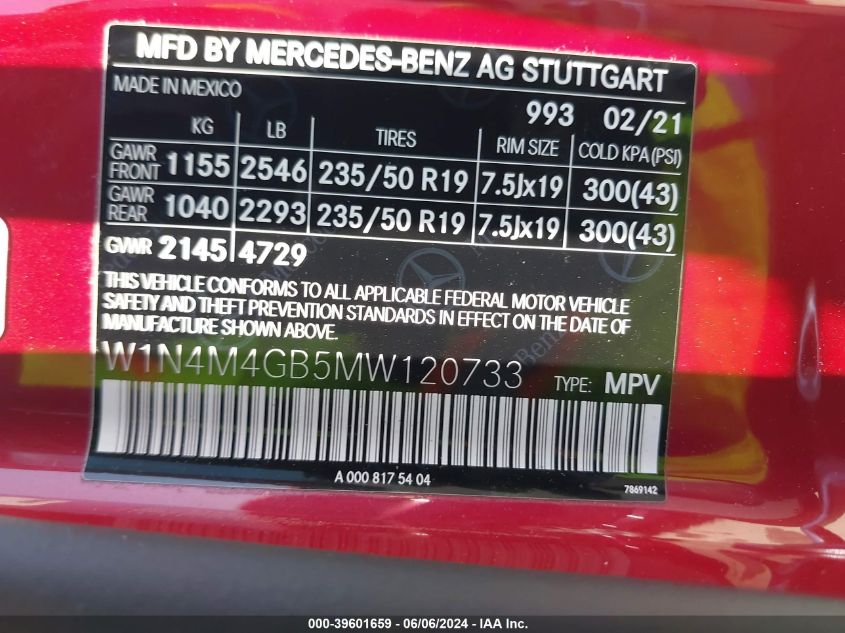 MFD BY MERCEDES-BENZ AG STUTTGART
MADE IN MEXICO
993 02/21
KG LB TIRES RIM SIZE COLD KPA (PSI)
GAWR FRONT 1155 2546 235/50 R19 7.5Jx19 300(43)
GAWR REAR 1040 2293 235/50 R19 7.5Jx19 300(43)
GVWR 2145 4729
THIS VEHICLE CONFORMS TO ALL APPLICABLE FEDERAL MOTOR VEHICLE
SAFETY AND THEFT PREVENTION STANDARDS IN EFFECT ON THE DATE OF
MANUFACTURE SHOWN ABOVE.
W1N4M4GB5MW120733 TYPE: MPV
A 000 817 54 04
7869142
000-39601659 - 06/06/2024 - IAA Inc.